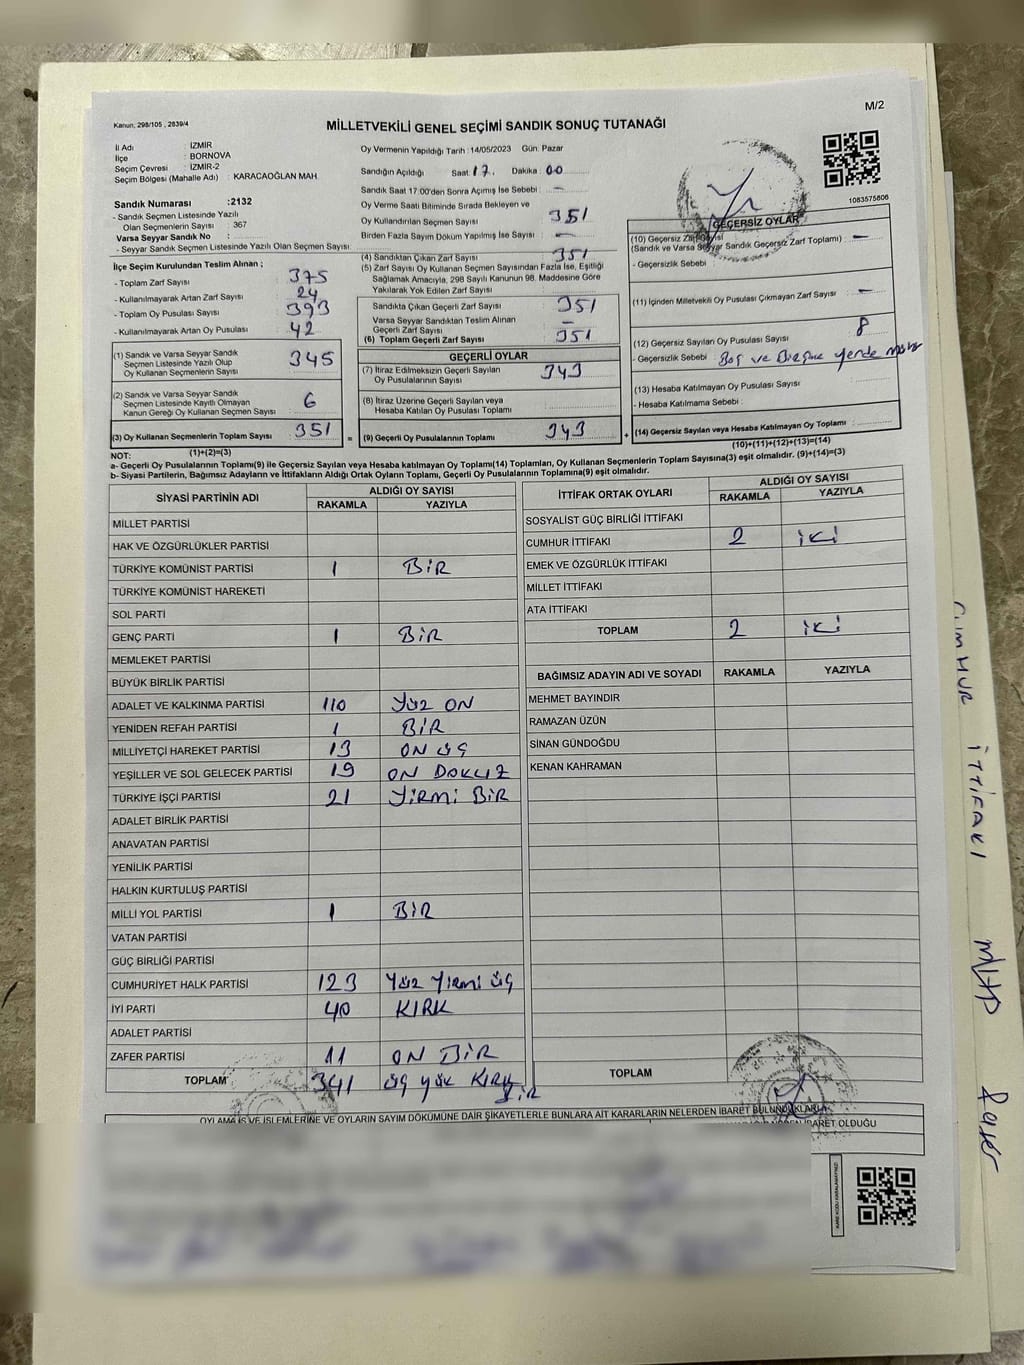 M/2
Kanun, 298/105 , 2839/4
MİLLETVEKİLİ GENEL SEÇİMİ SANDIK SONUÇ TUTANAĞI
İl Adı : İZMİR
İlçe : BORNOVA
Seçim Çevresi : İZMİR-2
Seçim Bölgesi (Mahalle Adı) : KARACAOĞLAN MAH.
Sandık Numarası :2132
- Sandık Seçmen Listesinde Yazılı
Olan Seçmenlerin Sayısı : 367
Varsa Seyyar Sandık No :
- Seyyar Sandık Seçmen Listesinde Yazılı Olan Seçmen Sayısı:
İlçe Seçim Kurulundan Teslim Alınan ;
- Toplam Zarf Sayısı : 375
- Kullanılmayarak Artan Zarf Sayısı : 24
- Toplam Oy Pusulası Sayısı : 393
- Kullanılmayarak Artan Oy Pusulası : 42
(1) Sandık ve Varsa Seyyar Sandık
Seçmen Listesinde Yazılı Olup
Oy Kullanan Seçmenlerin Sayısı : 345
(2) Sandık ve Varsa Seyyar Sandık
Seçmen Listesinde Kayıtlı Olmayan
Kanun Gereği Oy Kullanan Seçmen Sayısı : 6
(3) Oy Kullanan Seçmenlerin Toplam Sayısı : 351
(1)+(2)=(3)
Oy Vermenin Yapıldığı Tarih : 14/05/2023 Gün: Pazar
Sandığın Açıldığı Saat: 17. Dakika: 00
Sandık Saat 17:00'den Sonra Açımış İse Sebebi : -
Oy Verme Saati Bitiminde Sırada Bekleyen ve
Oy Kullandırılan Seçmen Sayısı : 351
Birden Fazla Sayım Döküm Yapılmış İse Sayısı : -
(4) Sandıktan Çıkan Zarf Sayısı : 351
(5) Zarf Sayısı Oy Kullanan Seçmen Sayısından Fazla İse, Eşitliği
Sağlamak Amacıyla, 298 Sayılı Kanunun 98. Maddesine Göre
Yakılarak Yok Edilen Zarf Sayısı :
Sandıkta Çıkan Geçerli Zarf Sayısı : 351
Varsa Seyyar Sandıktan Teslim Alınan
Geçerli Zarf Sayısı : -
(6) Toplam Geçerli Zarf Sayısı : 351
GEÇERLİ OYLAR
(7) İtiraz Edilmeksizin Geçerli Sayılan
Oy Pusulalarının Sayısı : 343
(8) İtiraz Üzerine Geçerli Sayılan veya
Hesaba Katılan Oy Pusulası Toplamı :
= (9) Geçerli Oy Pusulalarının Toplamı : 343 +
1083575806
GEÇERSİZ OYLAR
(10) Geçersiz Zarf Sayısı
(Sandık ve Varsa Seyyar Sandık Geçersiz Zarf Toplamı) : -
- Geçersizlik Sebebi :
(11) İçinden Milletvekili Oy Pusulası Çıkmayan Zarf Sayısı : -
(12) Geçersiz Sayılan Oy Pusulası Sayısı : 8
- Geçersizlik Sebebi : Boş ve Birden yerde
(13) Hesaba Katılmayan Oy Pusulası Sayısı :
- Hesaba Katılmama Sebebi :
(14) Geçersiz Sayılan veya Hesaba Katılmayan Oy Toplamı :
(10)+(11)+(12)+(13)=(14)
NOT:
a- Geçerli Oy Pusulalarının Toplamı(9) ile Geçersiz Sayılan veya Hesaba katılmayan Oy Toplamı(14) Toplamları, Oy Kullanan Seçmenlerin Toplam Sayısına(3) eşit olmalıdır. (9)+(14)=(3)
b- Siyasi Partilerin, Bağımsız Adayların ve İttifakların Aldığı Oy Ortak Oyların Toplamı, Geçerli Oy Pusulalarının Toplamına(9) eşit olmalıdır.
SİYASİ PARTİNİN ADI ALDIĞI OY SAYISI
RAKAMLA YAZIYLA
MİLLET PARTİSİ
HAK VE ÖZGÜRLÜKLER PARTİSİ
TÜRKİYE KOMÜNİST PARTİSİ 1 BİR
TÜRKİYE KOMÜNİST HAREKETİ
SOL PARTİ
GENÇ PARTİ 1 BİR
MEMLEKET PARTİSİ
BÜYÜK BİRLİK PARTİSİ
ADALET VE KALKINMA PARTİSİ 110 YÜZ ON
YENİDEN REFAH PARTİSİ 1 BİR
MİLLİYETÇİ HAREKET PARTİSİ 13 ON ÜÇ
YEŞİLLER VE SOL GELECEK PARTİSİ 19 ON DOKUZ
TÜRKİYE İŞÇİ PARTİSİ 21 YİRMİ BİR
ADALET BİRLİK PARTİSİ
ANAVATAN PARTİSİ
YENİLİK PARTİSİ
HALKIN KURTULUŞ PARTİSİ
MİLLİ YOL PARTİSİ 1 BİR
VATAN PARTİSİ
GÜÇ BİRLİĞİ PARTİSİ
CUMHURİYET HALK PARTİSİ 123 YÜZ YİRMİ ÜÇ
İYİ PARTİ 40 KIRK
ADALET PARTİSİ
ZAFER PARTİSİ 11 ON BİR
TOPLAM 341 ÜÇ YÜK KIRK BİR
İTTİFAK ORTAK OYLARI ALDIĞI OY SAYISI
RAKAMLA YAZIYLA
SOSYALİST GÜÇ BİRLİĞİ İTTİFAKI
CUMHUR İTTİFAKI 2 İKİ
EMEK VE ÖZGÜRLÜK İTTİFAKI
MİLLET İTTİFAKI
ATA İTTİFAKI
TOPLAM 2 İKİ
BAĞIMSIZ ADAYIN ADI VE SOYADI RAKAMLA YAZIYLA
MEHMET BAYINDIR
RAMAZAN ÜZÜN
SİNAN GÜNDOĞDU
KENAN KAHRAMAN
TOPLAM
OYLAMA İŞ VE İŞLEMLERİNE VE OYLARIN SAYIM DÖKÜMÜNE DAİR ŞİKAYETLERLE BUNLARA AİT KARARLARIN NELERDEN İBARET BULUNDUKLARI
İBARET OLDUĞU
KARE KODU KARALAMAYINIZ!
CUMHUR İTTİFAKI MHP